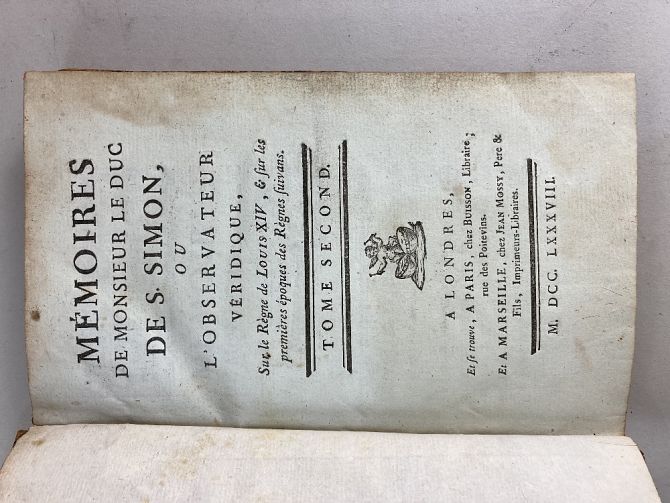 MÉMOIRES
DE MONSIEUR LE DUC
DE S. SIMON,
OU
L'OBSERVATEUR
VÉRIDIQUE,
Sur le Règne de LOUIS XIV, & ſur les
premières époques des Règnes ſuivans.
TOME SECOND.
A LONDRES,
Et ſe trouve, A PARIS, chez BUISSON, Libraire;
rue des Poitevins.
Et A MARSEILLE, chez JEAN MOSSY, Pere &
Fils, Imprimeurs-Libraires.
M. DCC. LXXXVIII.